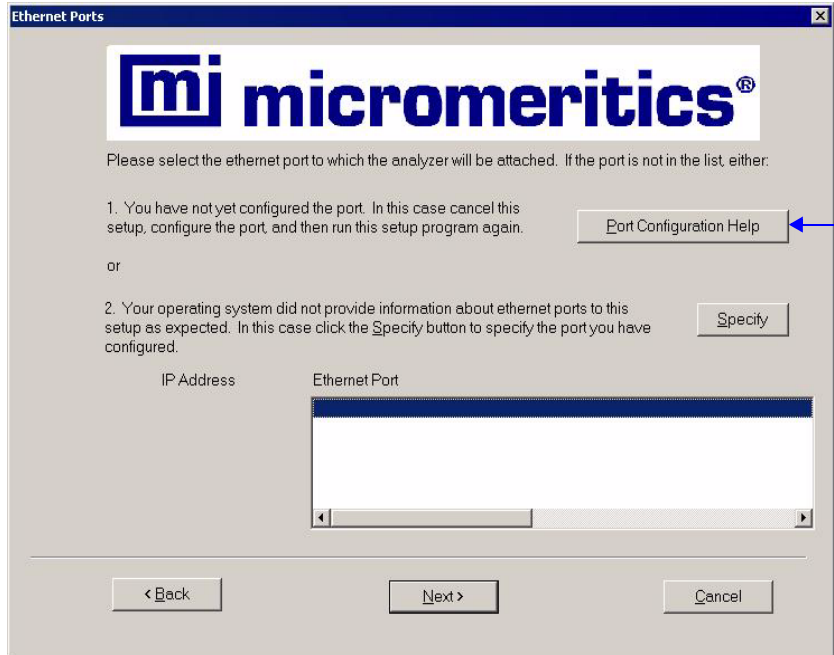 Ethernet Ports
mi micromeritics®
Please select the ethernet port to which the analyzer will be attached. If the port is not in the list, either:
1. You have not yet configured the port. In this case cancel this
setup, configure the port, and then run this setup program again.
Port Configuration Help
or
2. Your operating system did not provide information about ethernet ports to this
setup as expected. In this case click the Specify button to specify the port you have
configured.
Specify
IP Address Ethernet Port
< Back Next > Cancel